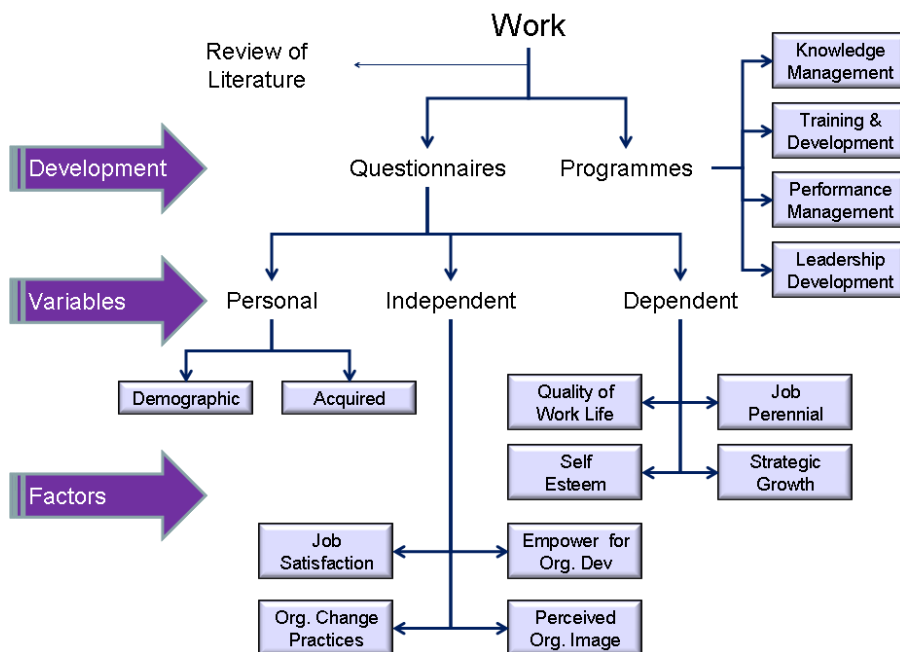 Work
Review of
Literature
Knowledge
Management
Training &
Development
Performance
Management
Leadership
Development
Development
Questionnaires
Programmes
Variables
Personal
Independent
Dependent
Demographic
Acquired
Quality of
Work Life
Job
Perennial
Self
Esteem
Strategic
Growth
Factors
Job
Satisfaction
Empower for
Org. Dev
Org. Change
Practices
Perceived
Org. Image